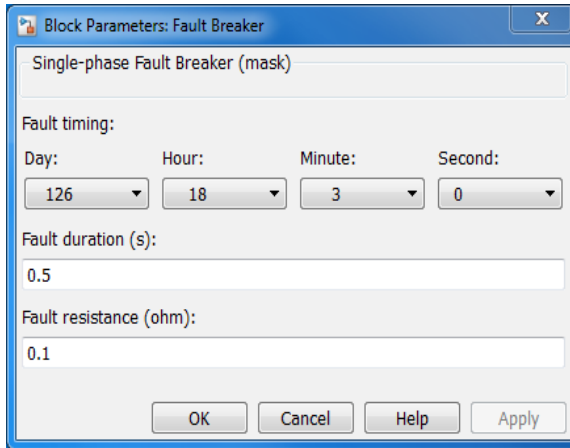 Block Parameters: Fault Breaker
X
Single-phase Fault Breaker (mask)
Fault timing:
Day: Hour: Minute: Second:
126 18 3 0
Fault duration (s):
0.5
Fault resistance (ohm):
0.1
OK Cancel Help Apply